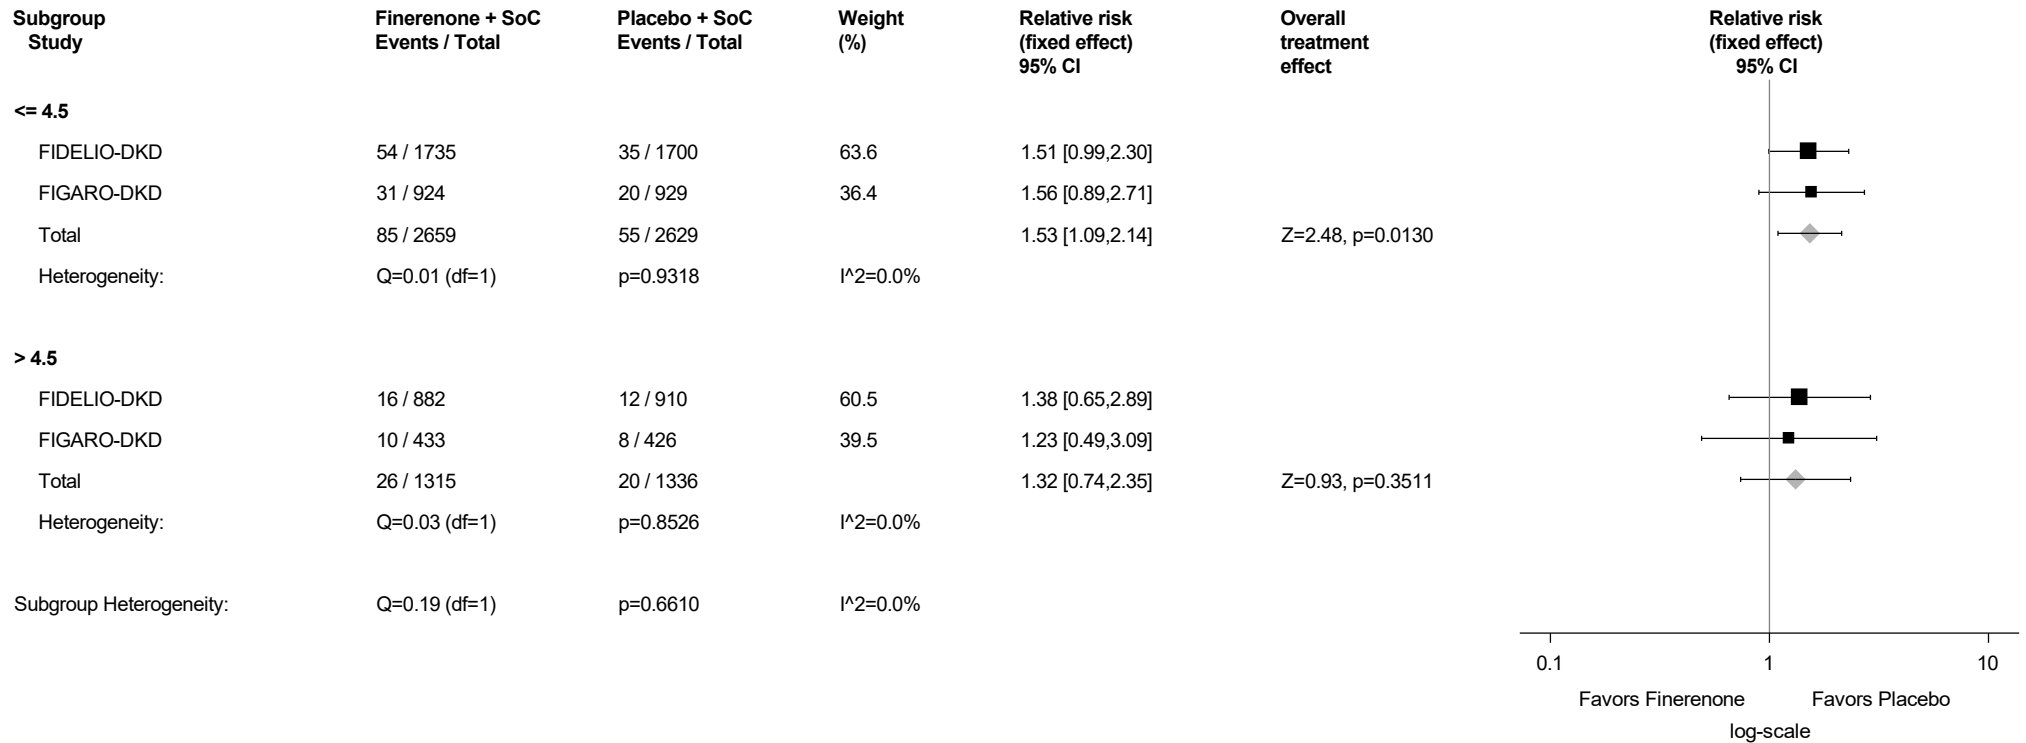 Subgroup Finerenone + SoC Placebo + SoC Weight Relative risk Overall Relative risk
Study Events / Total Events / Total (%) (fixed effect) treatment (fixed effect)
95% CI effect 95% CI
<= 4.5
FIDELIO-DKD 54 / 1735 35 / 1700 63.6 1.51 [0.99,2.30]
FIGARO-DKD 31 / 924 20 / 929 36.4 1.56 [0.89,2.71]
Total 85 / 2659 55 / 2629 1.53 [1.09,2.14] Z=2.48, p=0.0130
Heterogeneity: Q=0.01 (df=1) p=0.9318 I^2=0.0%
> 4.5
FIDELIO-DKD 16 / 882 12 / 910 60.5 1.38 [0.65,2.89]
FIGARO-DKD 10 / 433 8 / 426 39.5 1.23 [0.49,3.09]
Total 26 / 1315 20 / 1336 1.32 [0.74,2.35] Z=0.93, p=0.3511
Heterogeneity: Q=0.03 (df=1) p=0.8526 I^2=0.0%
Subgroup Heterogeneity: Q=0.19 (df=1) p=0.6610 I^2=0.0%
0.1 1 10
Favors Finerenone Favors Placebo
log-scale